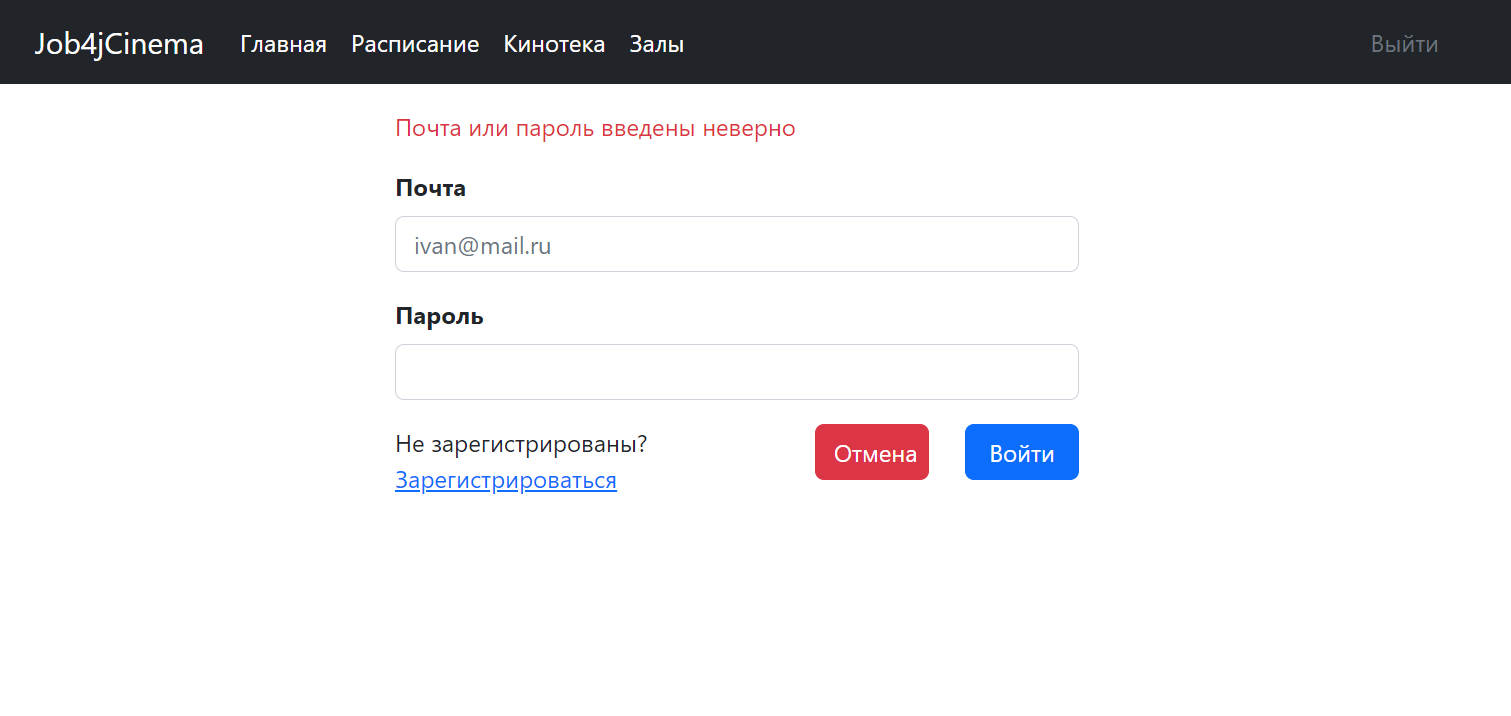 Job4jCinema Главная Расписание Кинотека Залы Выйти
Почта или пароль введены неверно
Почта
ivan@mail.ru
Пароль
Не зарегистрированы?
Зарегистрироваться
Отмена Войти